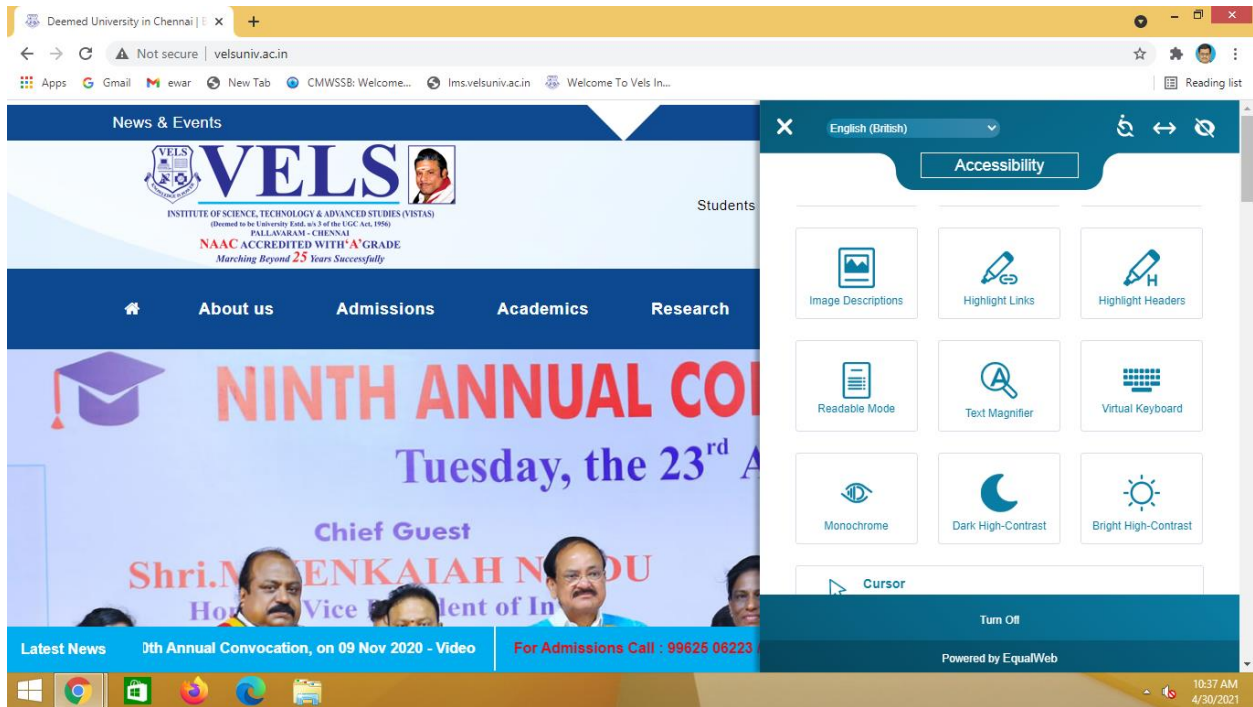 Deemed University in Chennai |
Not secure | velsuniv.ac.in
Apps Gmail ewar New Tab CMWSSB: Welcome... lms.velsuniv.ac.in Welcome To Vels In... Reading list
News & Events
VELS
VELS
INSTITUTE OF SCIENCE, TECHNOLOGY & ADVANCED STUDIES (VISTAS)
(Deemed to be University Estd. u/s 3 of the UGC Act, 1956)
PALLAVARAM - CHENNAI
NAAC ACCREDITED WITH 'A' GRADE
Marching Beyond 25 Years Successfully
Students
About us Admissions Academics Research
NINTH ANNUAL
Tuesday, the 23rd
Chief Guest
Shri.
of
Latest News
Annual Convocation, on 09 Nov 2020 - Video
For Admissions Call : 99625 06223 /
English (British)
Accessibility
Image Descriptions Highlight Links Highlight Headers
Readable Mode Text Magnifier Virtual Keyboard
Monochrome Dark High-Contrast Bright High-Contrast
Cursor
Turn Off
Powered by EqualWeb
10:37 AM
4/30/2021